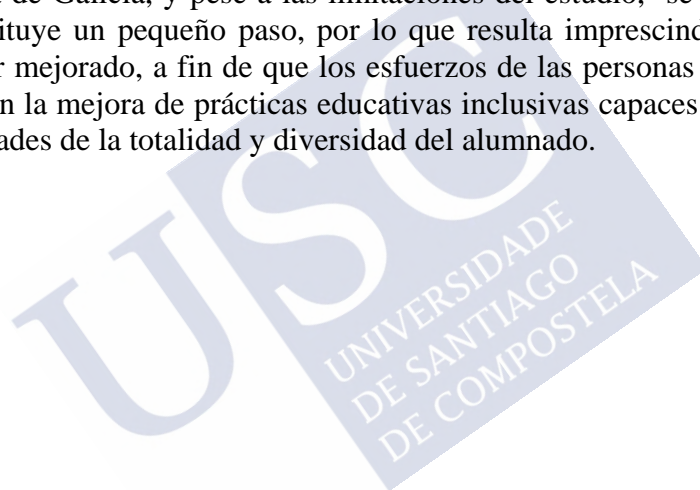 de Galicia, y pese a las limitaciones del estudio, se
tituye un pequeño paso, por lo que resulta imprescind
r mejorado, a fin de que los esfuerzos de las personas
n la mejora de prácticas educativas inclusivas capaces
ades de la totalidad y diversidad del alumnado.
USC
UNIVERSIDADE
DE SANTIAGO
DE COMPOSTELA